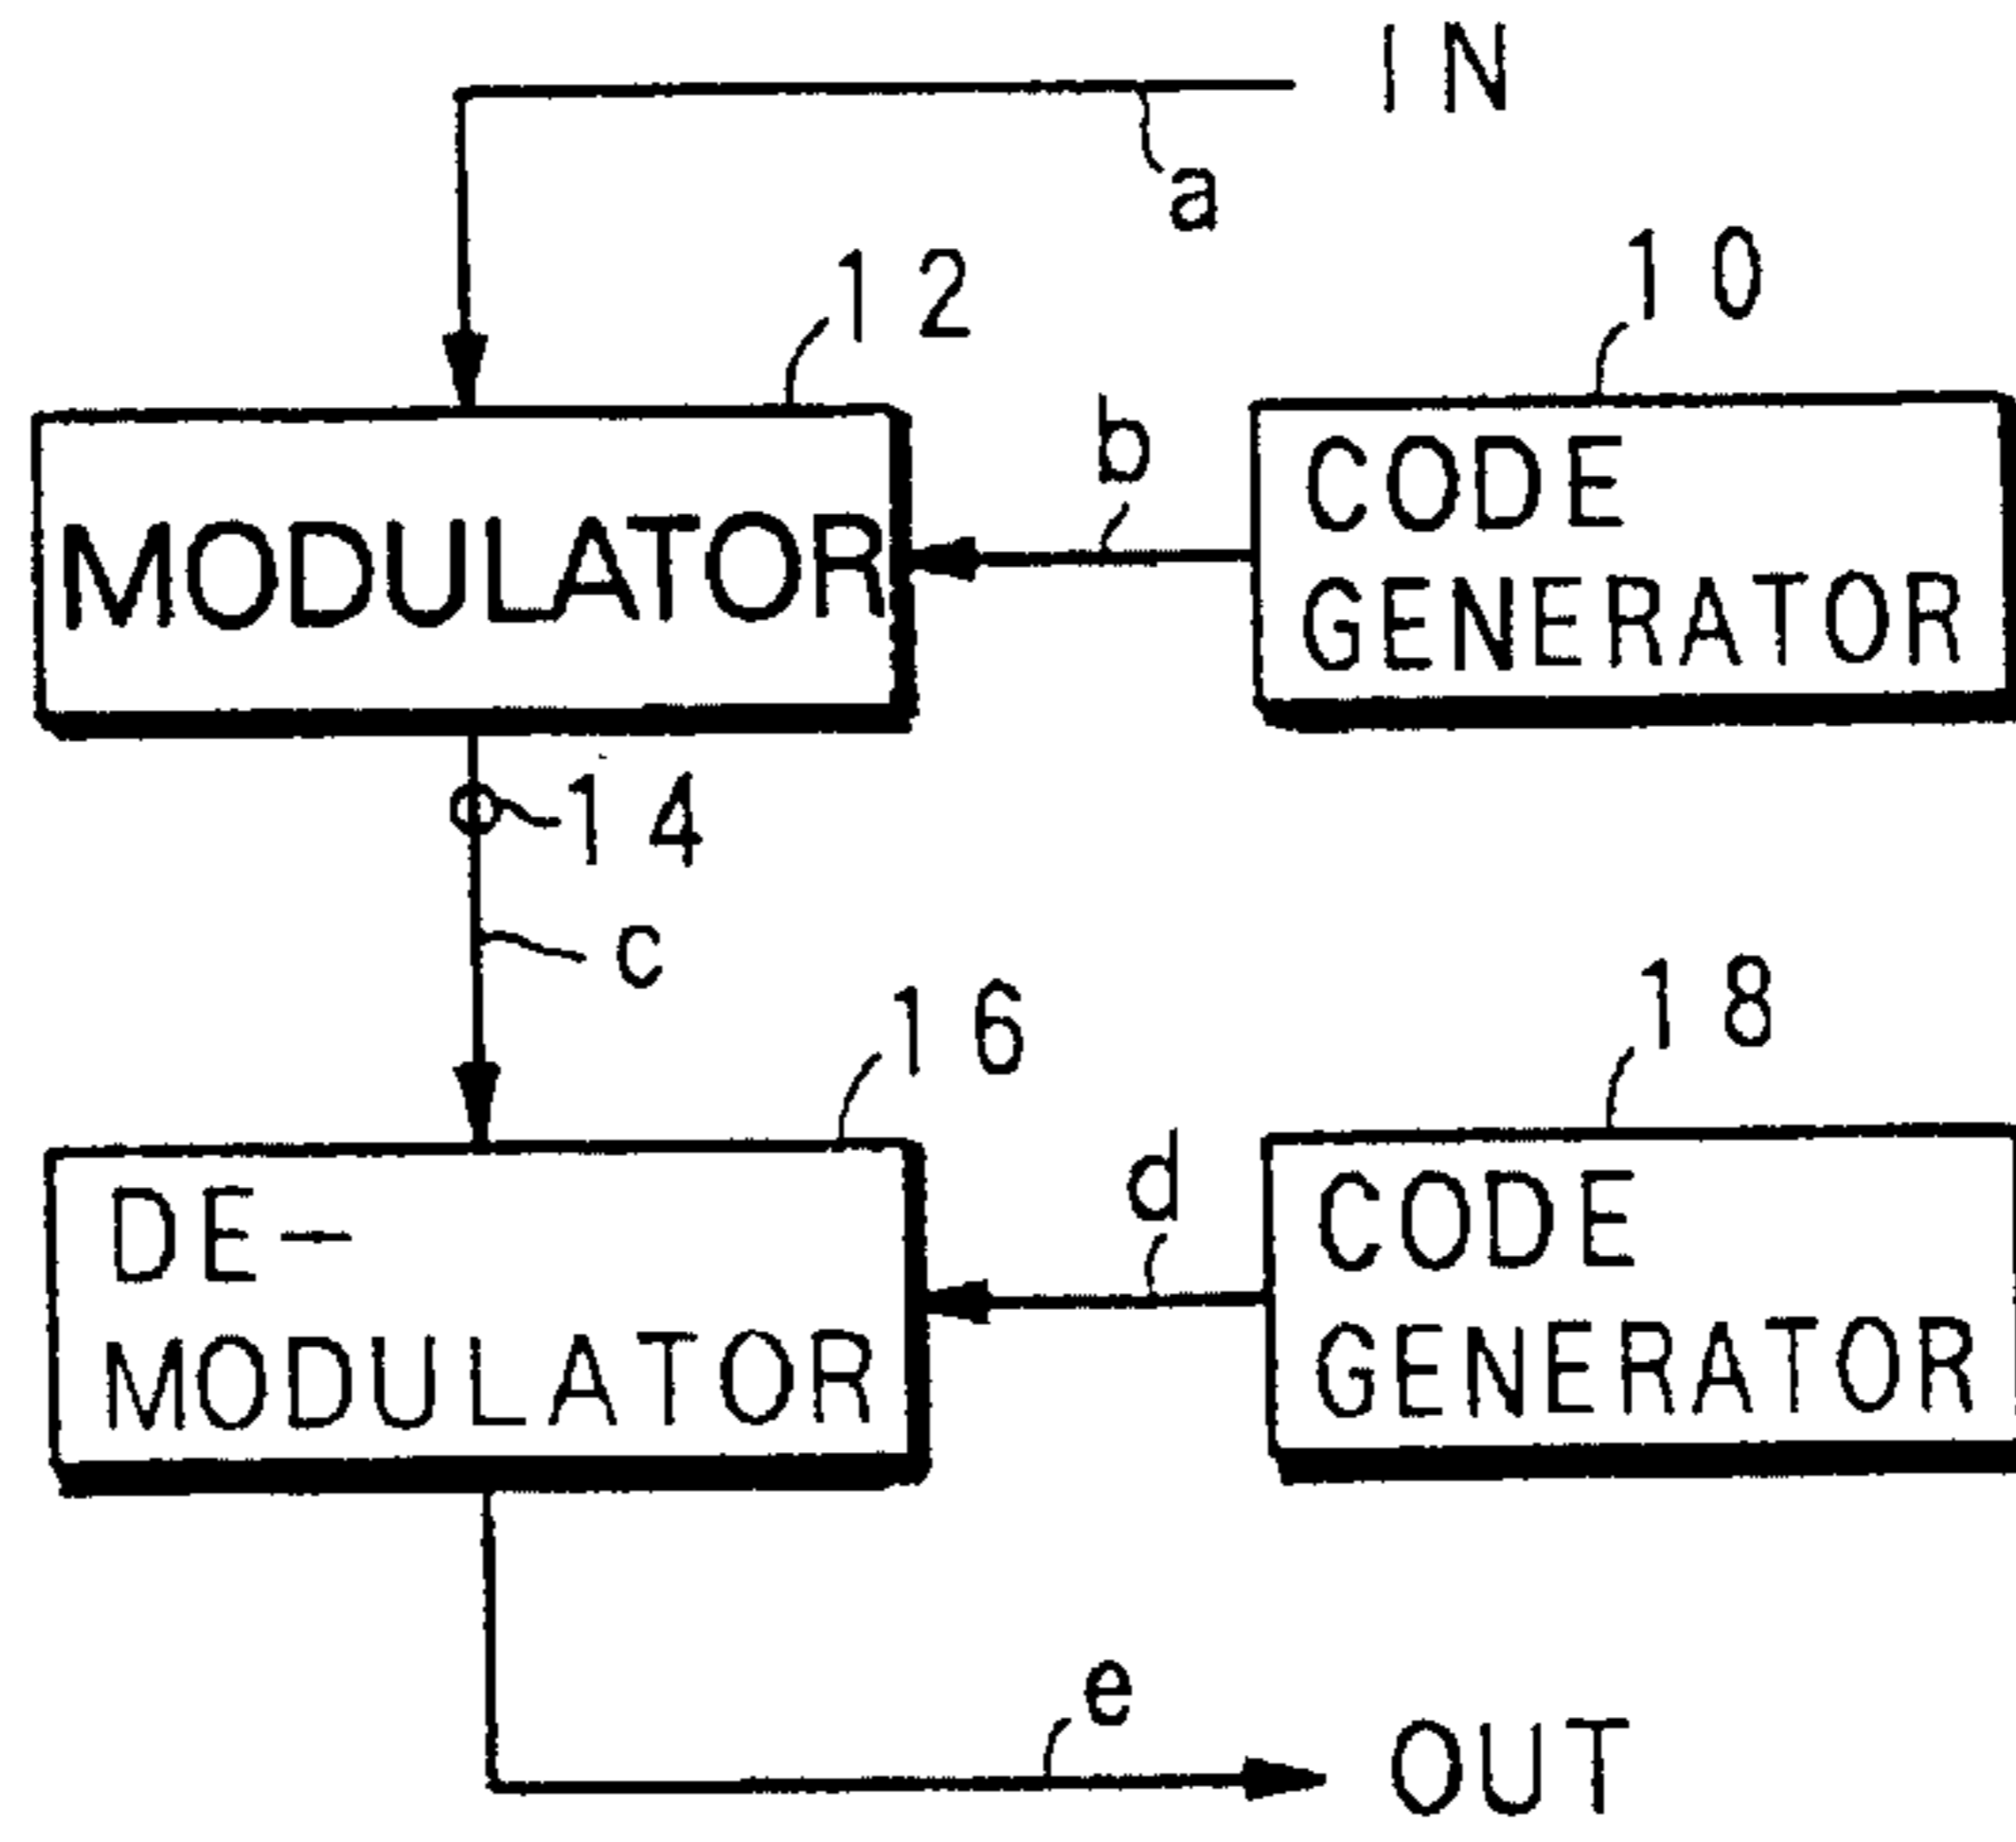 IN
a
12
10
b
MODULATOR
CODE
GENERATOR
14
c
16
18
d
DE-
MODULATOR
CODE
GENERATOR
e
OUT